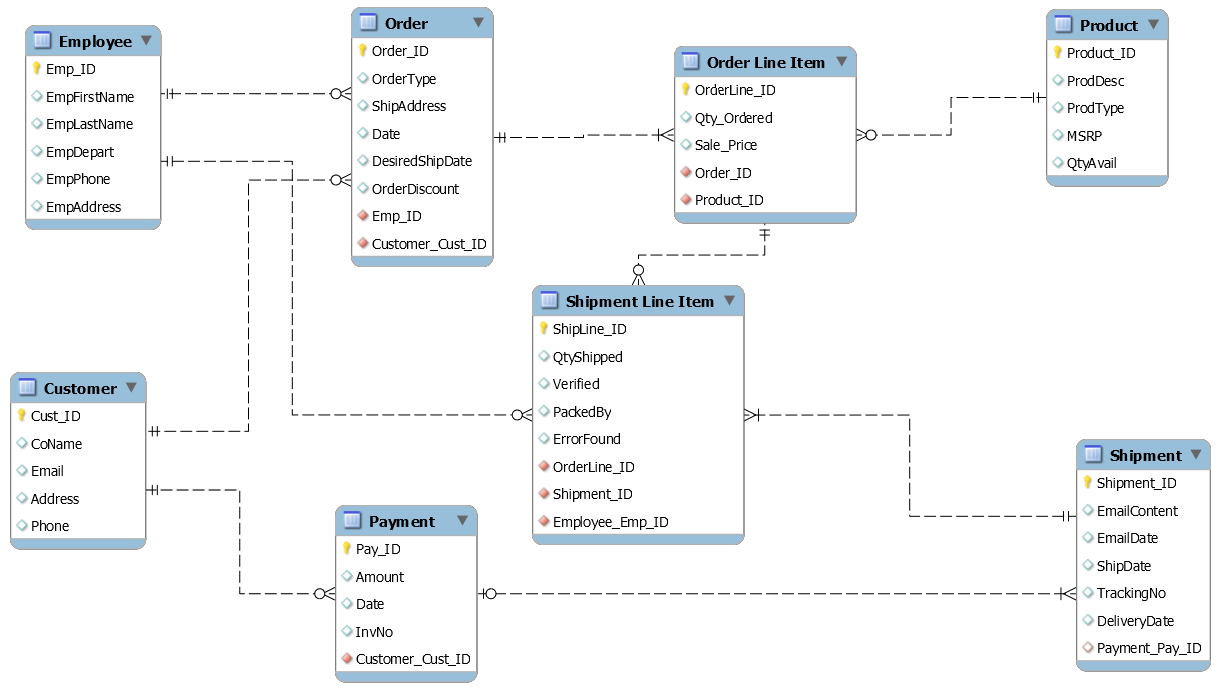 Employee
Emp_ID
EmpFirstName
EmpLastName
EmpDepart
EmpPhone
EmpAddress
Order
Order_ID
OrderType
ShipAddress
Date
DesiredShipDate
OrderDiscount
Emp_ID
Customer_Cust_ID
Order Line Item
OrderLine_ID
Qty_Ordered
Sale_Price
Order_ID
Product_ID
Product
Product_ID
ProdDesc
ProdType
MSRP
QtyAvail
Customer
Cust_ID
CoName
Email
Address
Phone
Shipment Line Item
ShipLine_ID
QtyShipped
Verified
PackedBy
ErrorFound
OrderLine_ID
Shipment_ID
Employee_Emp_ID
Payment
Pay_ID
Amount
Date
InvNo
Customer_Cust_ID
Shipment
Shipment_ID
EmailContent
EmailDate
ShipDate
TrackingNo
DeliveryDate
Payment_Pay_ID